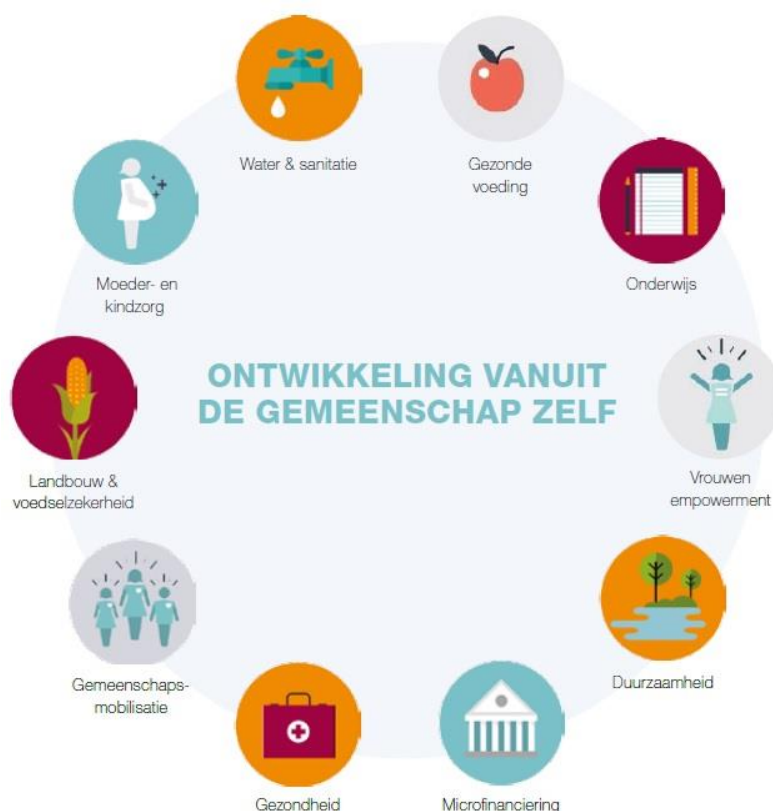 Water & sanitatie
Gezonde
voeding
Onderwijs
Vrouwen
empowerment
Duurzaamheid
Microfinanciering
Gezondheid
Gemeenschaps-
mobilisatie
Landbouw &
voedselzekerheid
Moeder- en
kindzorg
ONTWIKKELING VANUIT
DE GEMEENSCHAP ZELF